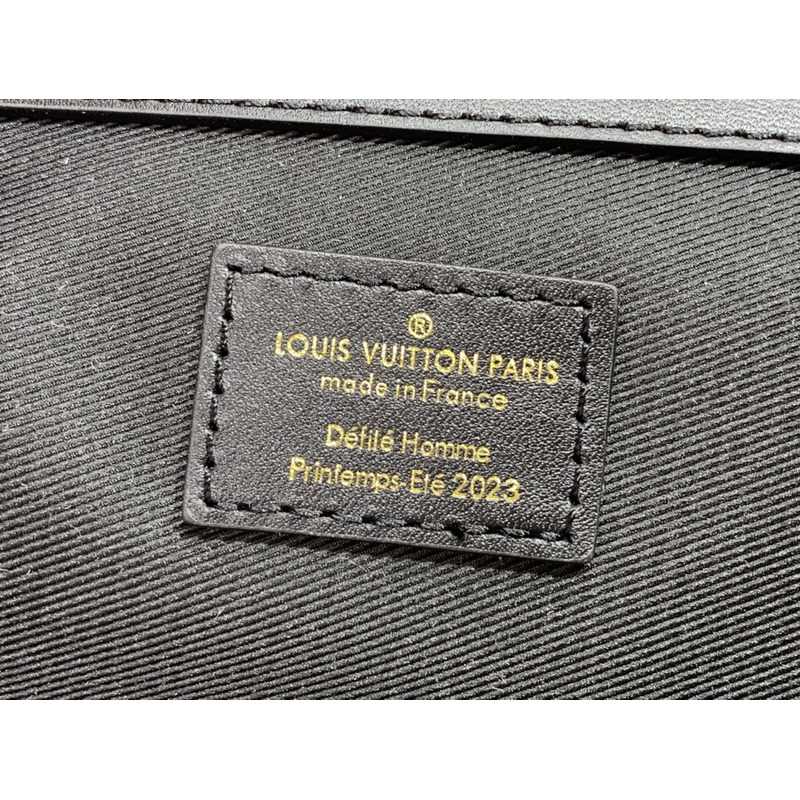 ®
LOUIS VUITTON PARIS
made in France
Défilé Homme
Printemps-Eté 2023